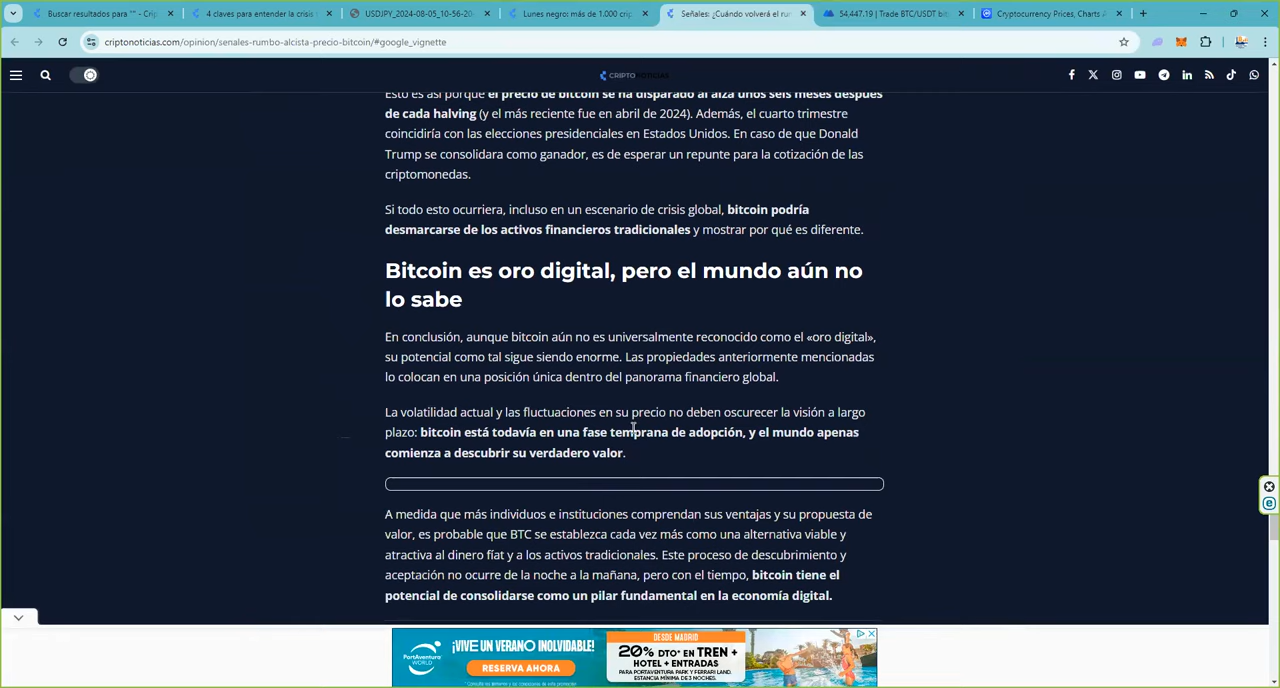 Buscar resultados para "" - Crip
4 claves para entender la crisis
USDJPY_2024-08-05_10-56-20
Lunes negro: más de 1.000 crip
Señales: ¿Cuándo volverá el ru
54,447.19 | Trade BTC/USDT bit
Cryptocurrency Prices, Charts A
criptonoticias.com/opinion/senales-rumbo-alcista-precio-bitcoin/#google_vignette
CRIPTONOTICIAS
Esto es así porque el precio de bitcoin se ha disparado al alza unos seis meses después
de cada halving (y el más reciente fue en abril de 2024). Además, el cuarto trimestre
coincidiría con las elecciones presidenciales en Estados Unidos. En caso de que Donald
Trump se consolidara como ganador, es de esperar un repunte para la cotización de las
criptomonedas.
Si todo esto ocurriera, incluso en un escenario de crisis global, bitcoin podría
desmarcarse de los activos financieros tradicionales y mostrar por qué es diferente.
Bitcoin es oro digital, pero el mundo aún no
lo sabe
En conclusión, aunque bitcoin aún no es universalmente reconocido como el «oro digital»,
su potencial como tal sigue siendo enorme. Las propiedades anteriormente mencionadas
lo colocan en una posición única dentro del panorama financiero global.
La volatilidad actual y las fluctuaciones en su precio no deben oscurecer la visión a largo
plazo: bitcoin está todavía en una fase temprana de adopción, y el mundo apenas
comienza a descubrir su verdadero valor.
A medida que más individuos e instituciones comprendan sus ventajas y su propuesta de
valor, es probable que BTC se establezca cada vez más como una alternativa viable y
atractiva al dinero fíat y a los activos tradicionales. Este proceso de descubrimiento y
aceptación no ocurre de la noche a la mañana, pero con el tiempo, bitcoin tiene el
potencial de consolidarse como un pilar fundamental en la economía digital.
PortAventura
WORLD
¡VIVE UN VERANO INOLVIDABLE!
RESERVA AHORA
DESDE MADRID
20% DTO* EN TREN +
HOTEL + ENTRADAS
PARA PORTAVENTURA PARK Y FERRARI LAND.
ESTANCIA MÍNIMA DE 3 NOCHES.